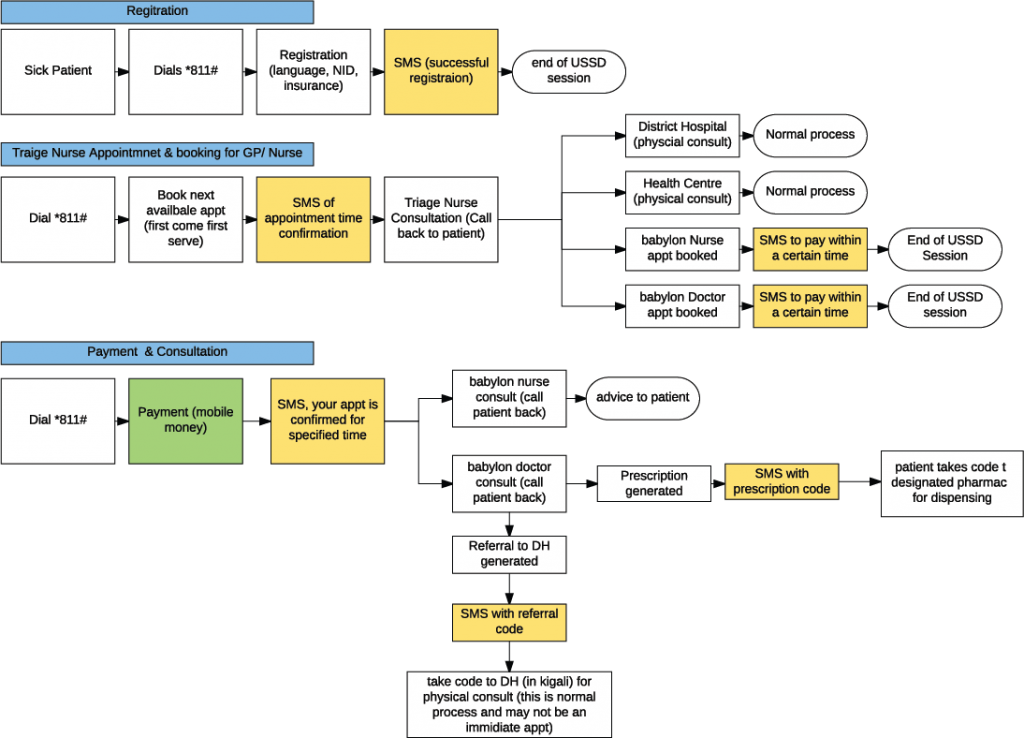 Regitration
Sick Patient
Dials *811#
Registration
(language, NID,
insurance)
SMS (successful
registraion)
end of USSD
session
Traige Nurse Appointmnet & booking for GP/ Nurse
Dial *811#
Book next
availbale appt
(first come first
serve)
SMS of
appointment time
confirmation
Triage Nurse
Consultation (Call
back to patient)
District Hospital
(physcial consult)
Normal process
Health Centre
(physical consult)
Normal process
babylon Nurse
appt booked
SMS to pay within
a certain time
End of USSD
Session
babylon Doctor
appt booked
SMS to pay within
a certain time
End of USSD
session
Payment & Consultation
Dial *811#
Payment (mobile
money)
SMS, your appt is
confirmed for
specified time
babylon nurse
consult (call
patient back)
advice to patient
babylon doctor
consult (call
patient back)
Prescription
generated
SMS with
prescription code
patient takes code t
designated pharmac
for dispensing
Referral to DH
generated
SMS with referral
code
take code to DH (in kigali) for
physical consult (this is normal
process and may not be an
immidiate appt)